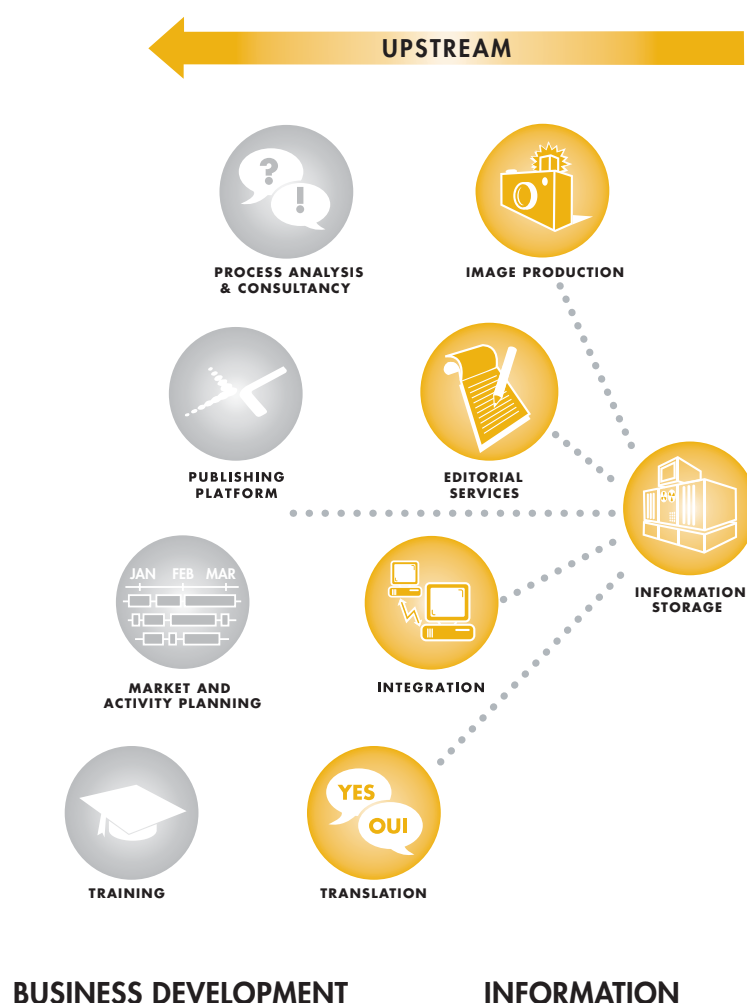 UPSTREAM
?
!
PROCESS ANALYSIS
& CONSULTANCY
IMAGE PRODUCTION
PUBLISHING
PLATFORM
EDITORIAL
SERVICES
INFORMATION
STORAGE
JAN FEB MAR
MARKET AND
ACTIVITY PLANNING
INTEGRATION
YES
OUI
TRAINING
TRANSLATION
BUSINESS DEVELOPMENT
INFORMATION